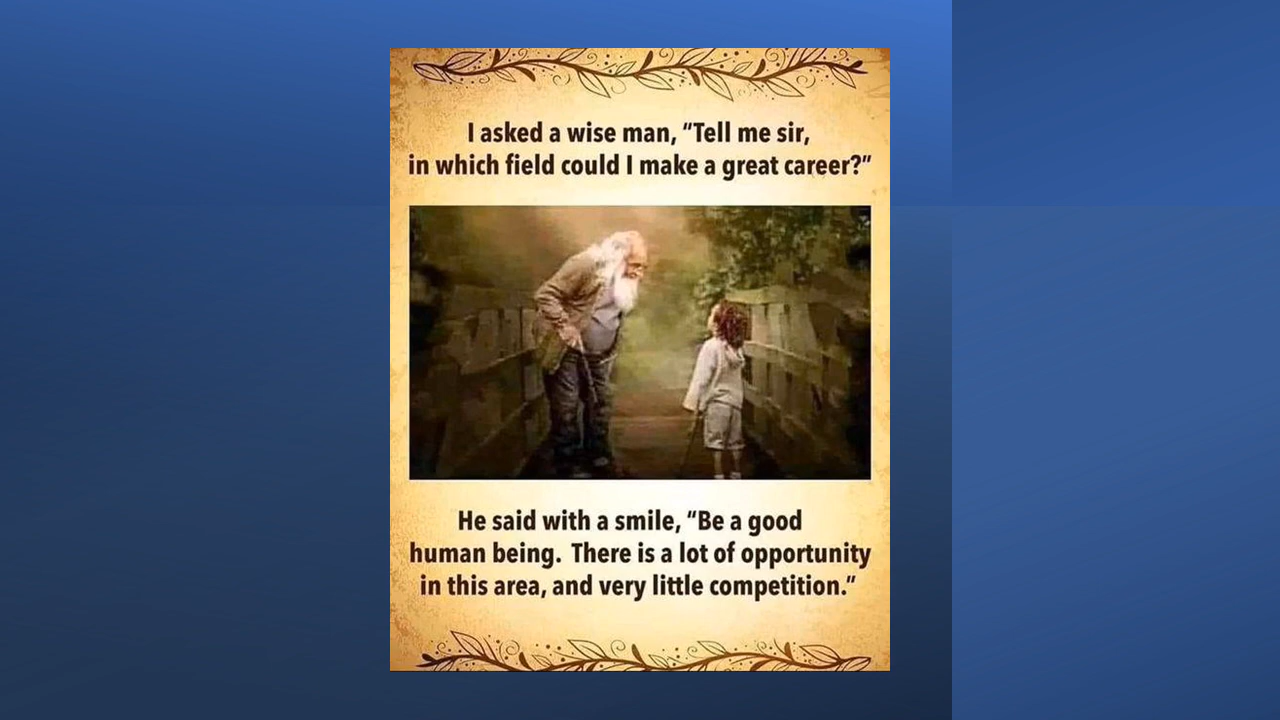 I asked a wise man, “Tell me sir,
in which field could I make a great career?”
He said with a smile, “Be a good
human being.  There is a lot of opportunity
in this area, and very little competition.”